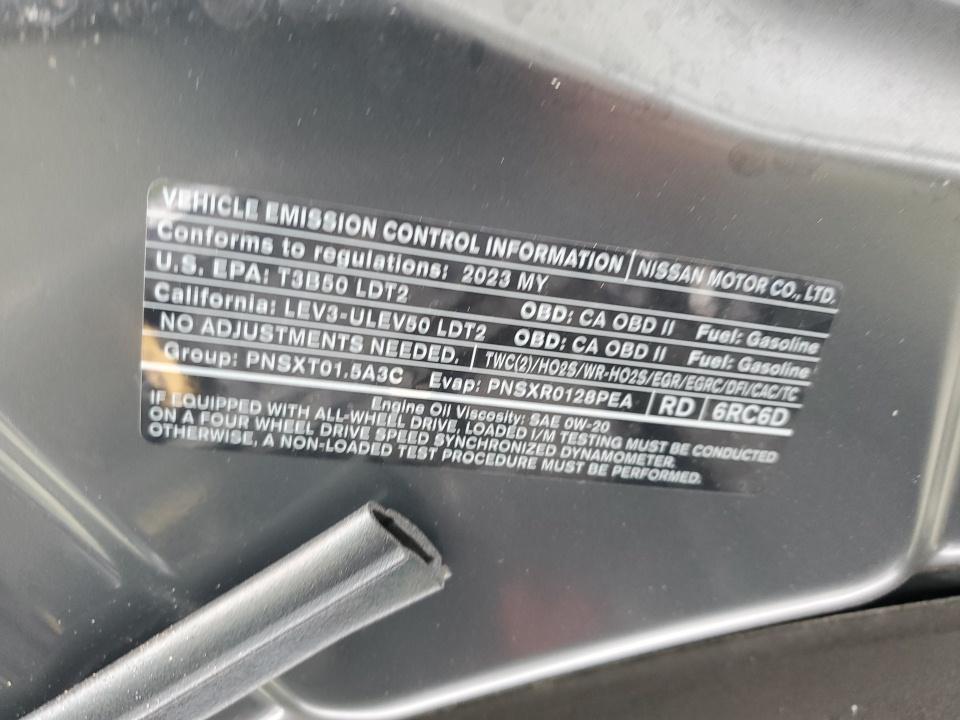 VEHICLE EMISSION CONTROL INFORMATION NISSAN MOTOR CO., LTD.
Conforms to regulations: 2023 MY
U.S. EPA: T3B50 LDT2 OBD: CA OBD II Fuel: Gasoline
California: LEV3-ULEV50 LDT2 OBD: CA OBD II Fuel: Gasoline
NO ADJUSTMENTS NEEDED. TWC(2)/HO2S/WR-HO2S/EGR/EGRC/DFI/CAC/TC
Group: PNSXT01.5A3C Evap: PNSXR0128PEA RD 6RC6D
Engine Oil Viscosity: SAE 0W-20
IF EQUIPPED WITH ALL-WHEEL DRIVE, LOADED I/M TESTING MUST BE CONDUCTED
ON A FOUR WHEEL DRIVE SPEED SYNCHRONIZED DYNAMOMETER.
OTHERWISE, A NON-LOADED TEST PROCEDURE MUST BE PERFORMED.